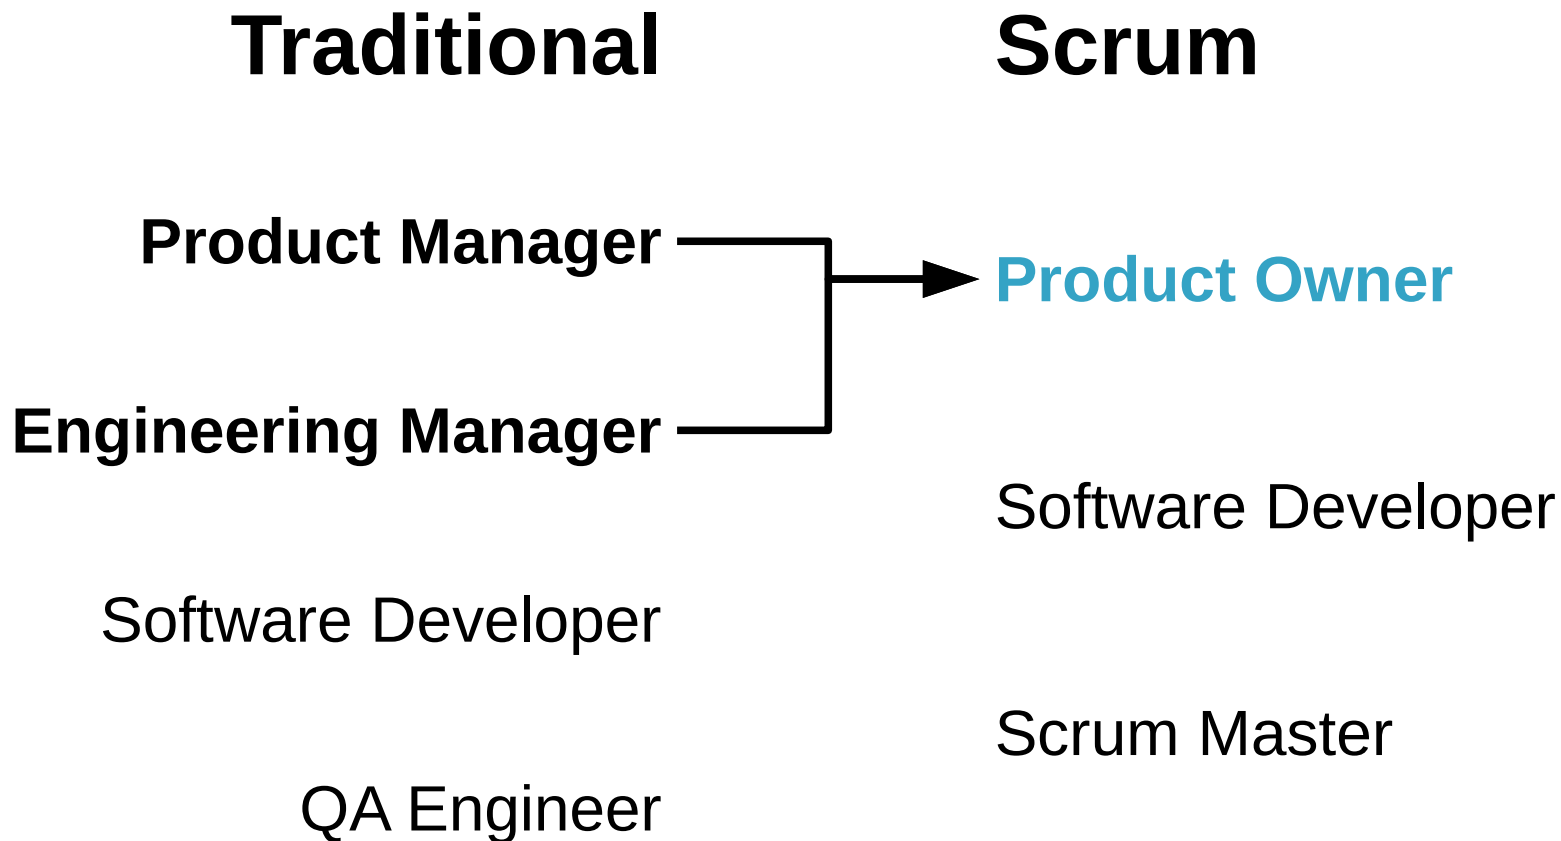 Traditional
Scrum
Product Manager
Product Owner
Engineering Manager
Software Developer
Software Developer
Scrum Master
QA Engineer